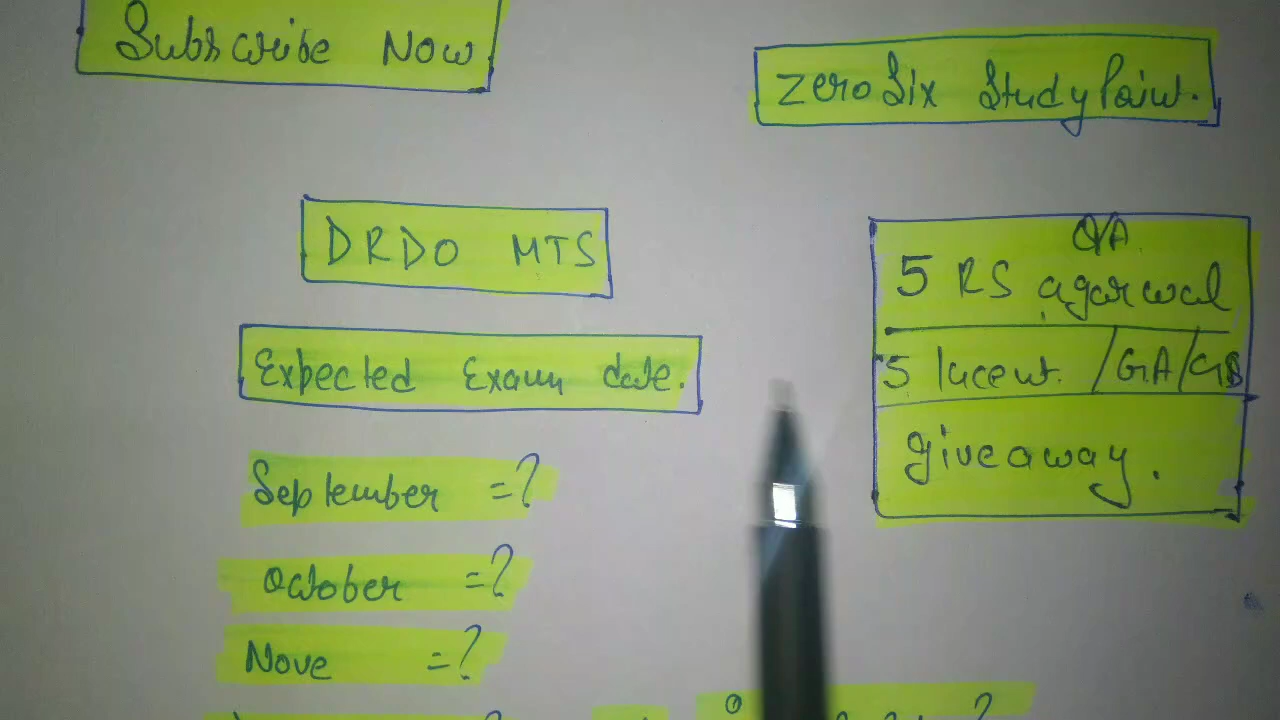 Subscribe Now
Zero Six Study Point.
DRDO MTS
Expected Exam date.
September =?
October =?
Nove =?
Q/A.
5 RS agarwal
5 lucent. /GA/GS
giveaway.